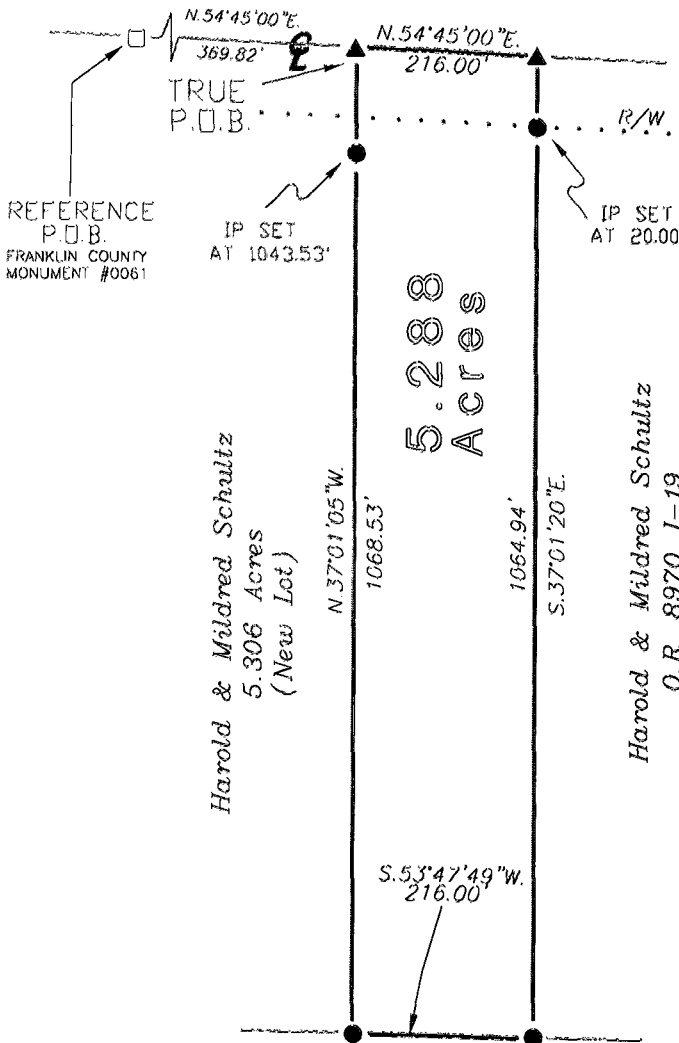 N.54°45'00"E.
369.82'
℄
N.54°45'00"E.
216.00'
TRUE
P.O.B.
R/W
REFERENCE
P.O.B.
FRANKLIN COUNTY
MONUMENT #0061
IP SET
AT 1043.53'
IP SET
AT 20.00
5.288
Acres
Harold & Mildred Schultz
5.306 Acres
(New Lot)
N.37°01'05"W.
1068.53'
1064.94'
S.37°01'20"E.
Harold & Mildred Schultz
O.R. 8970 I-19
S.53°47'49"W.
216.00'